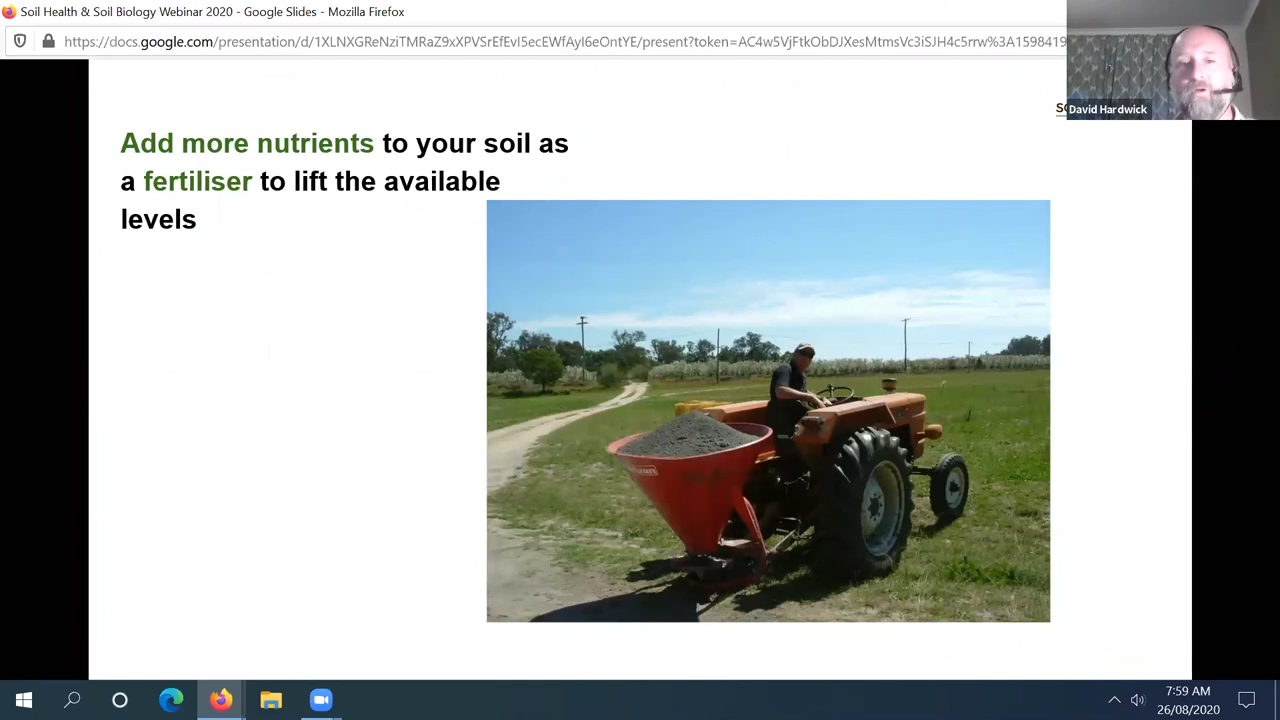 Soil Health & Soil Biology Webinar 2020 - Google Slides - Mozilla Firefox
https://docs.google.com/presentation/d/1XLNXGReNziTMRaZ9xXPVSrEfEvI5ecEWfAyI6eOntYE/present?token=AC4w5VjFtkObDJXesMtmsVc3iSJH4c5rrw%3A1598419
David Hardwick
Add more nutrients to your soil as
a fertiliser to lift the available
levels
7:59 AM
26/08/2020